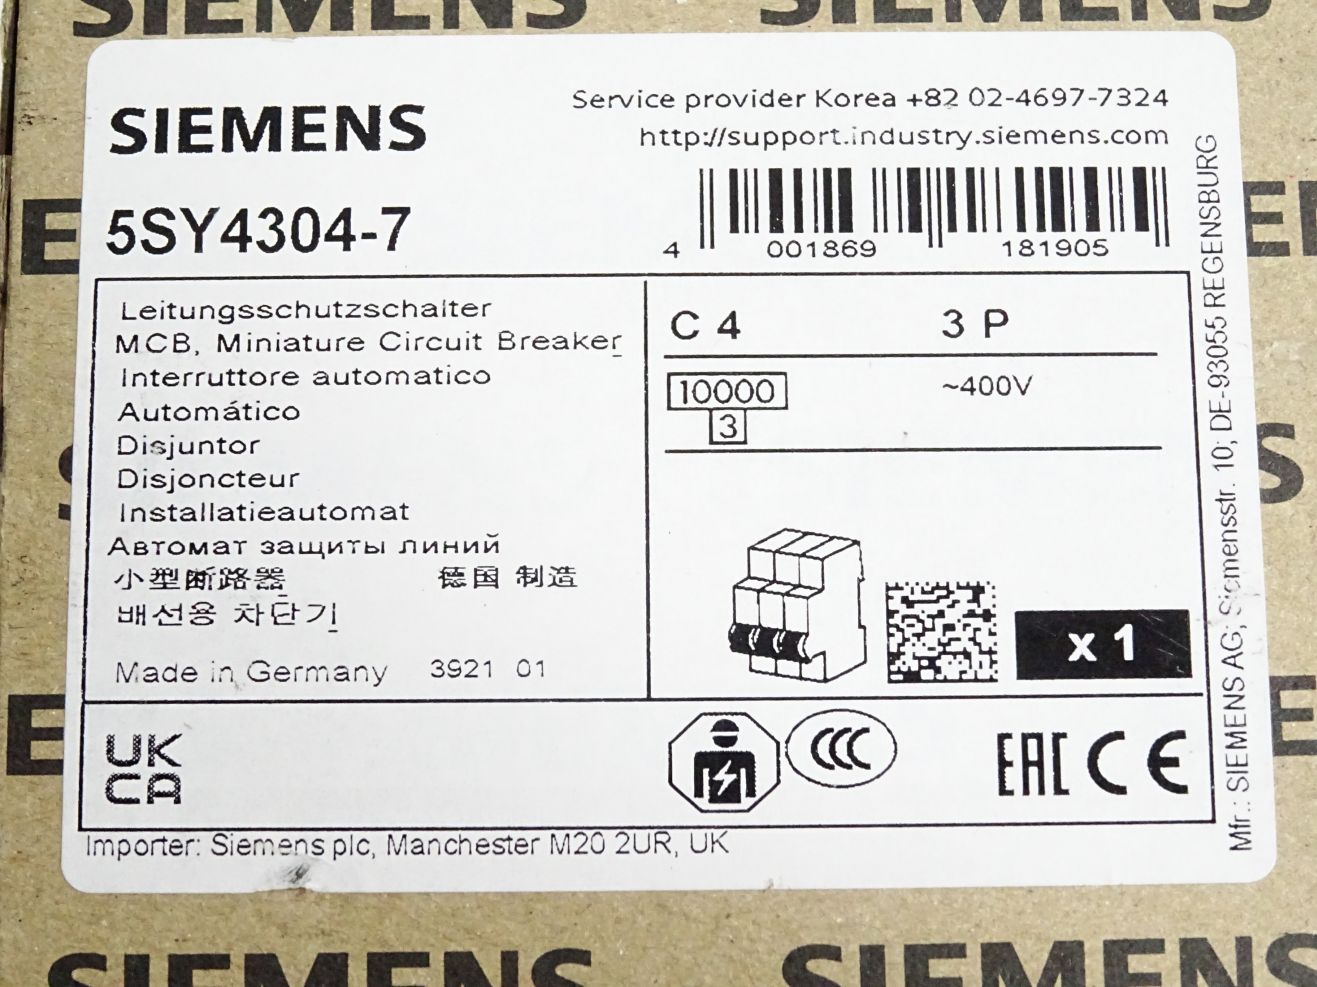 SIEMENS SIEMENS
SIEMENS
Service provider Korea +82 02-4697-7324
http://support.industry.siemens.com
5SY4304-7
4 001869 181905
Leitungsschutzschalter
MCB, Miniature Circuit Breaker
Interruttore automatico
Automático
Disjuntor
Disjoncteur
Installatieautomat
Автомат защиты линий
小型断路器 德国 制造
배선용 차단기
Made in Germany 3921 01
C 4 3 P
10000 ~400V
3
x 1
UK
CA
CCC
EAC CE
Importer: Siemens plc, Manchester M20 2UR, UK
Mfr.: SIEMENS AG; Siemensstr. 10; DE-93055 REGENSBURG
SIEMENS SIEMENS